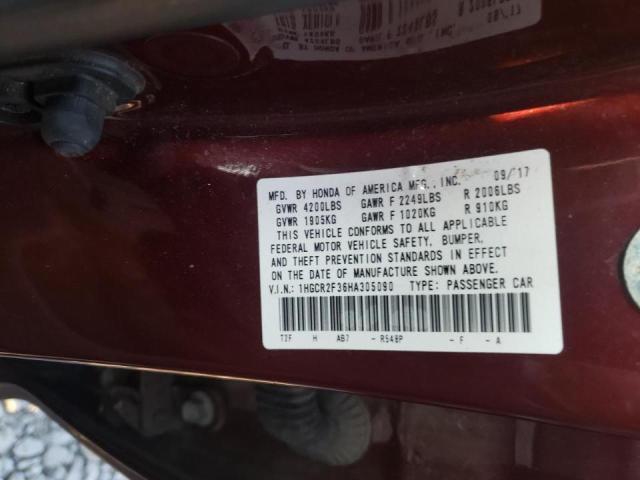 MFD. BY HONDA OF AMERICA MFG., INC. 09/17
GVWR 4200LBS GAWR F 2249LBS R 2006LBS
GVWR 1905KG GAWR F 1020KG R 910KG
THIS VEHICLE CONFORMS TO ALL APPLICABLE
FEDERAL MOTOR VEHICLE SAFETY, BUMPER,
AND THEFT PREVENTION STANDARDS IN EFFECT
ON THE DATE OF MANUFACTURE SHOWN ABOVE.
V.I.N.: 1HGCR2F36HA305090 TYPE: PASSENGER CAR
H AB7 - R548P - F - A